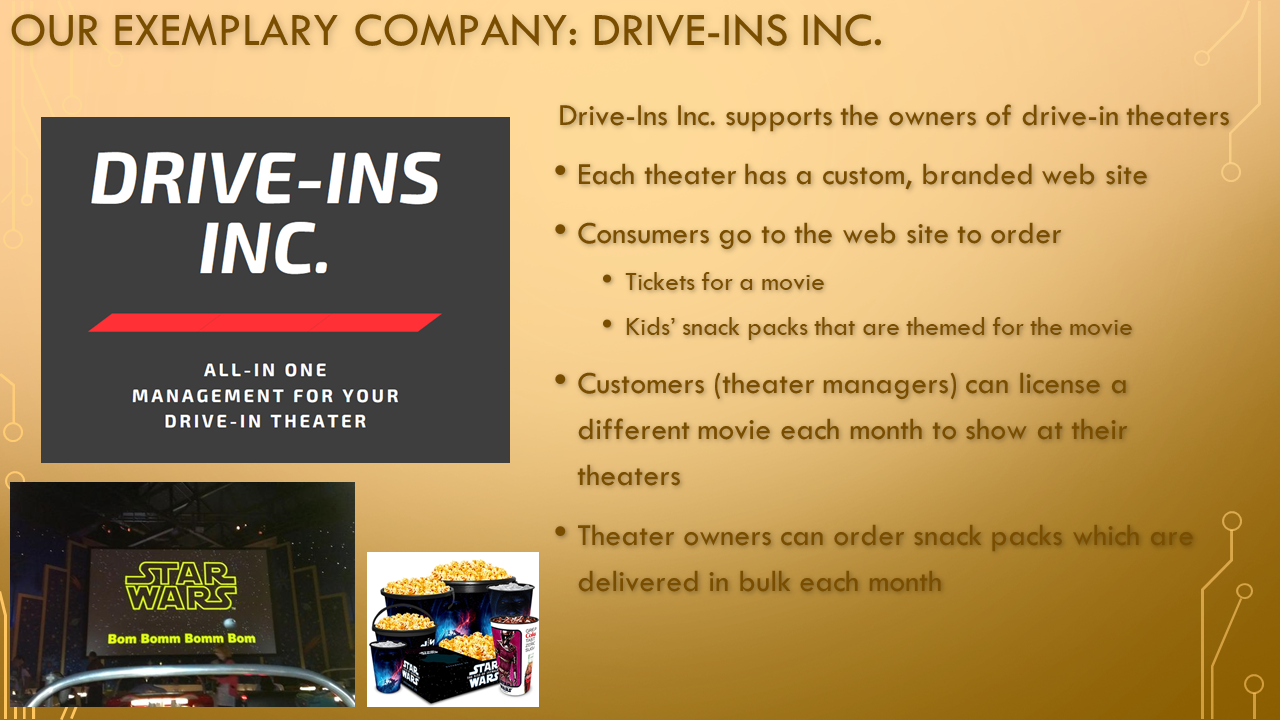 OUR EXEMPLARY COMPANY: DRIVE-INS INC.
DRIVE-INS
INC.
ALL-IN ONE
MANAGEMENT FOR YOUR
DRIVE-IN THEATER
Drive-Ins Inc. supports the owners of drive-in theaters
• Each theater has a custom, branded web site
• Consumers go to the web site to order
• Tickets for a movie
• Kids’ snack packs that are themed for the movie
• Customers (theater managers) can license a
different movie each month to show at their
theaters
• Theater owners can order snack packs which are
delivered in bulk each month
STAR
WARS
Bom Bomm Bomm Bom
STAR
WARS
Coke